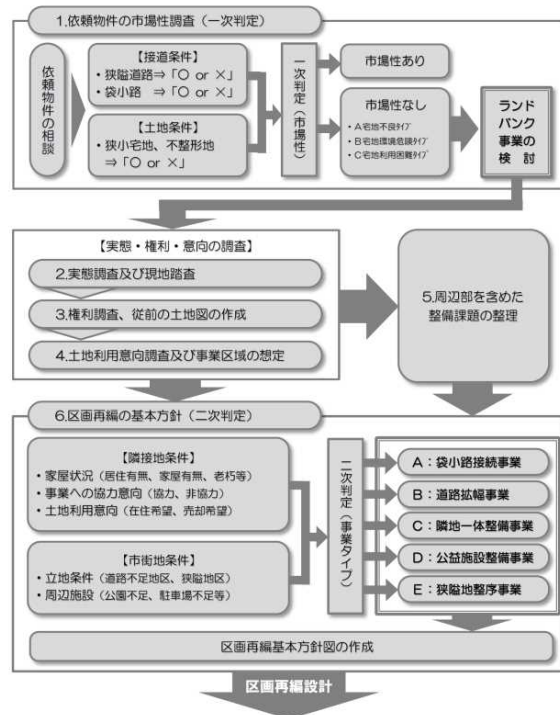 1.依頼物件の市場性調査（一次判定）
依頼物件の相談
【接道条件】
・狭隘道路⇒「〇 or ×」
・袋小路 ⇒「〇 or ×」
【土地条件】
・狭小宅地、不整形地
⇒「〇 or ×」
一次判定（市場性）
市場性あり
市場性なし
・A宅地不良タイプ
・B宅地環境危険タイプ
・C宅地利用困難タイプ
ランド
バンク
事業の
検討
【実態・権利・意向の調査】
2.実態調査及び現地踏査
3.権利調査、従前の土地図の作成
4.土地利用意向調査及び事業区域の想定
5.周辺部を含めた
整備課題の整理
6.区画再編の基本方針（二次判定）
【隣接地条件】
・家屋状況（居住有無、家屋有無、老朽等）
・事業への協力意向（協力、非協力）
・土地利用意向（在住希望、売却希望）
【市街地条件】
・立地条件（道路不足地区、狭隘地区）
・周辺施設（公園不足、駐車場不足等）
二次判定（事業タイプ）
A：袋小路接続事業
B：道路拡幅事業
C：隣地一体整備事業
D：公益施設整備事業
E：狭隘地整序事業
区画再編基本方針図の作成
区画再編設計